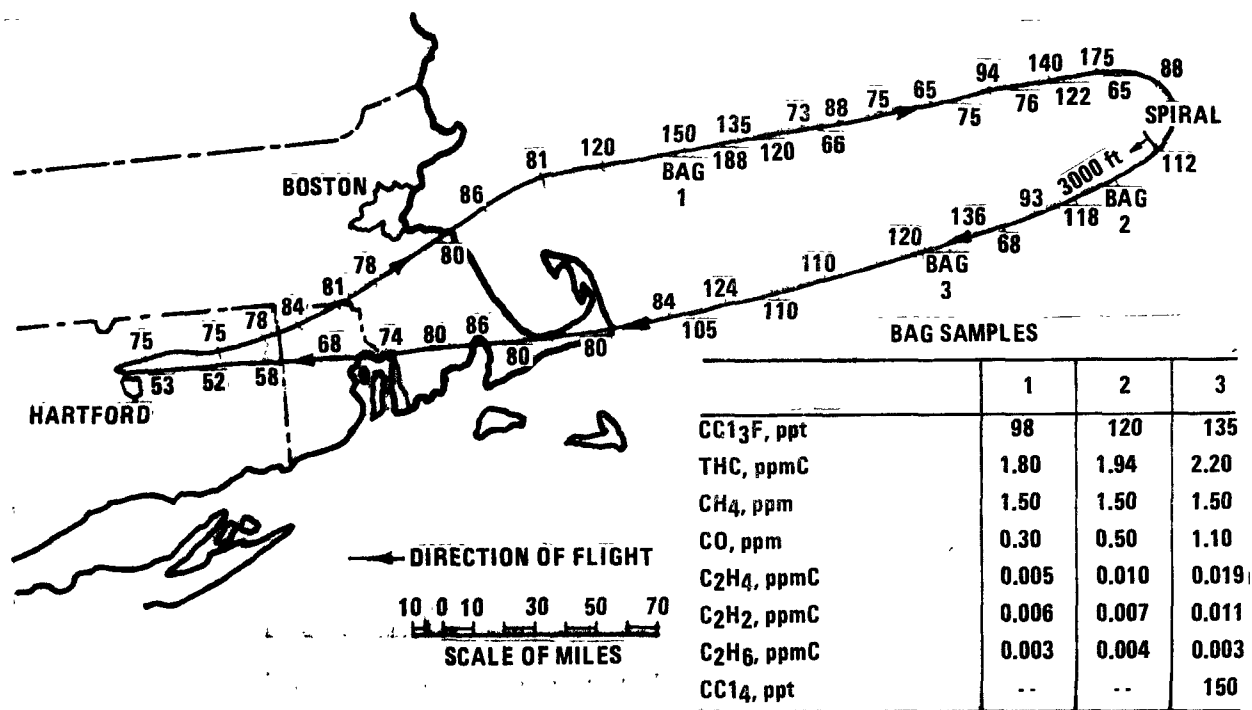 175
140
88
94
65
122
65
76
75
75
SPIRAL
88
73
66
135
120
150
188
112
BAG
1
120
81
3000 ft
BOSTON
BAG
2
86
93
118
136
68
80
120
BAG
3
78
110
81
110
124
84
84
105
78
75
75
86
80
74
68
80
80
58
52
53
HARTFORD
BAG SAMPLES
1 2 3
CC13F, ppt 98 120 135
THC, ppmC 1.80 1.94 2.20
CH4, ppm 1.50 1.50 1.50
CO, ppm 0.30 0.50 1.10
C2H4, ppmC 0.005 0.010 0.019
C2H2, ppmC 0.006 0.007 0.011
C2H6, ppmC 0.003 0.004 0.003
CC14, ppt -- -- 150
DIRECTION OF FLIGHT
10 0 10 30 50 70
SCALE OF MILES